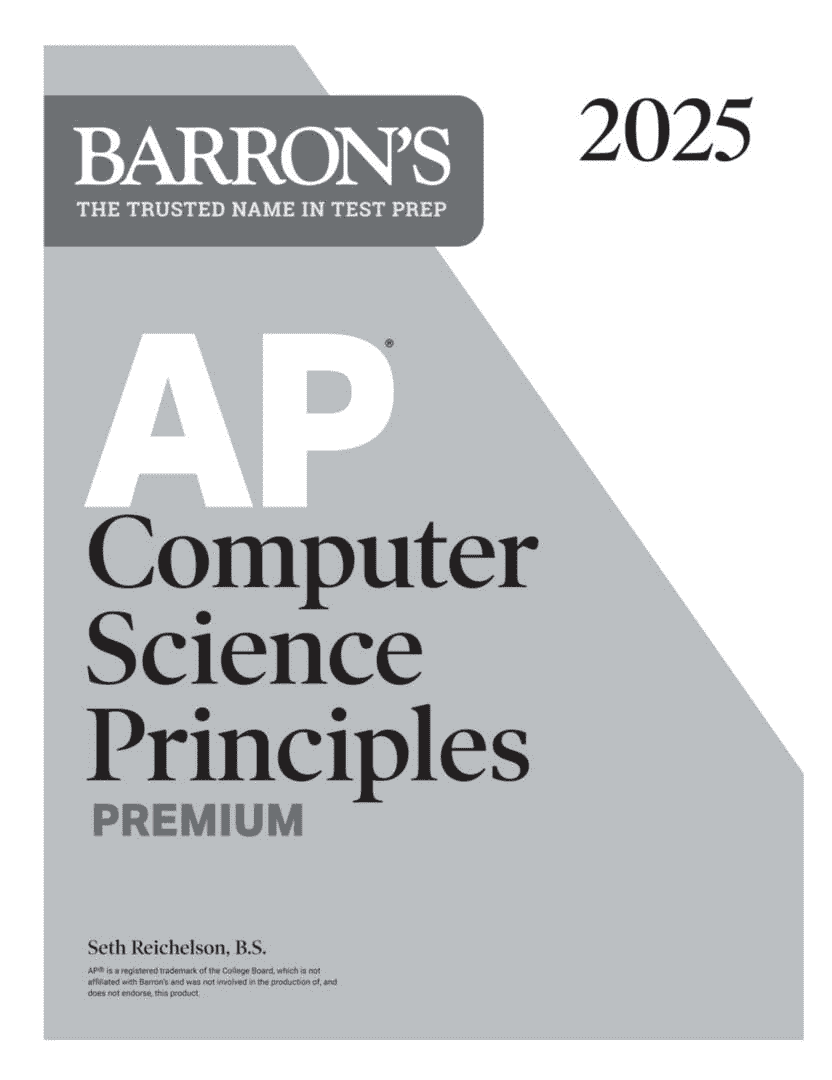 BARRON'S
THE TRUSTED NAME IN TEST PREP
2025
AP®
Computer
Science
Principles
PREMIUM
Seth Reichelson, B.S.
AP® is a registered trademark of the College Board, which is not
affiliated with Barron's and was not involved in the production of, and
does not endorse, this product.